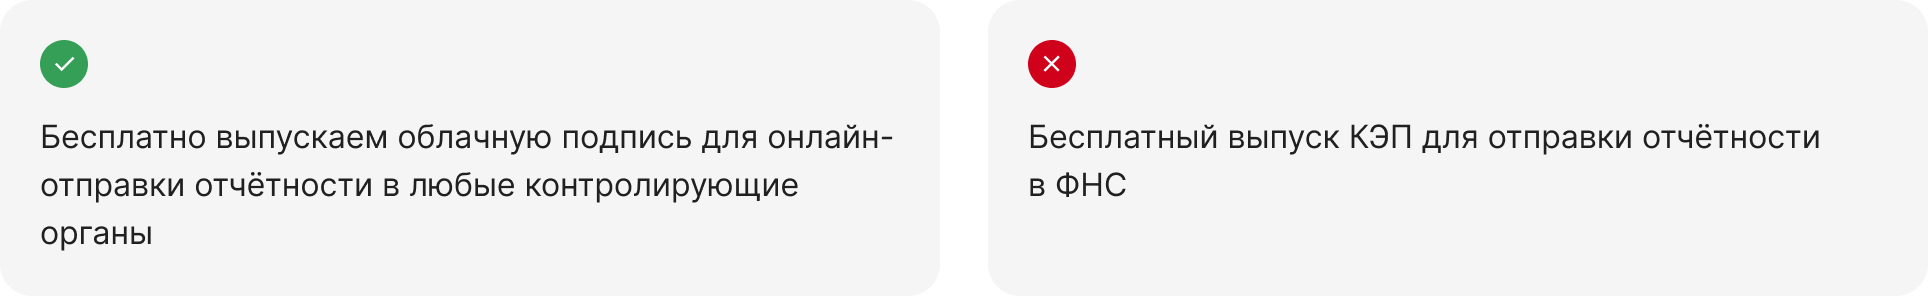 Бесплатно выпускаем облачную подпись для онлайн-
отправки отчётности в любые контролирующие
органы
Бесплатный выпуск КЭП для отправки отчётности
в ФНС